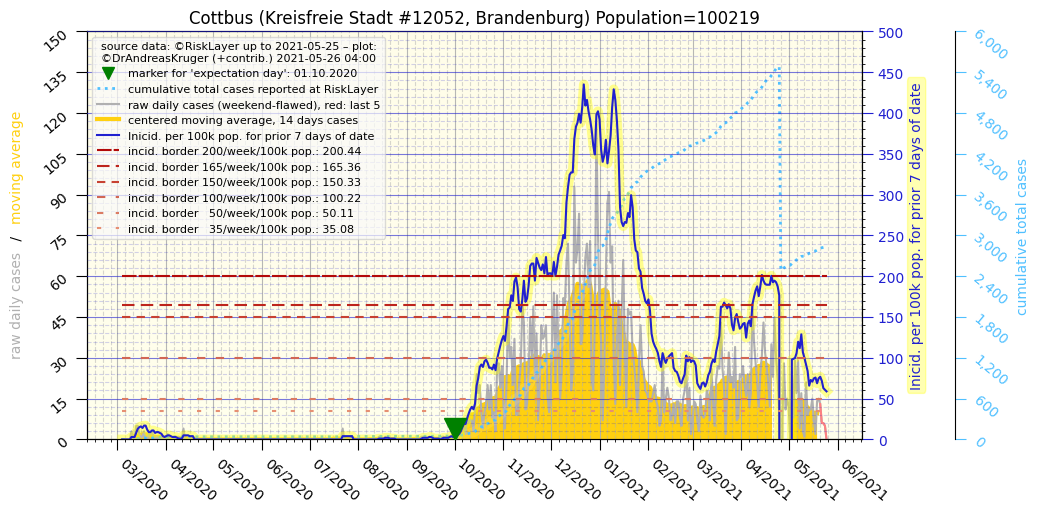 Cottbus (Kreisfreie Stadt #12052, Brandenburg) Population=100219
source data: ©RiskLayer up to 2021-05-25 – plot:
©DrAndreasKruger (+contrib.) 2021-05-26 04:00
marker for 'expectation day': 01.10.2020
cumulative total cases reported at RiskLayer
raw daily cases (weekend-flawed), red: last 5
centered moving average, 14 days cases
Inicid. per 100k pop. for prior 7 days of date
incid. border 200/week/100k pop.: 200.44
incid. border 165/week/100k pop.: 165.36
incid. border 150/week/100k pop.: 150.33
incid. border 100/week/100k pop.: 100.22
incid. border 50/week/100k pop.: 50.11
incid. border 35/week/100k pop.: 35.08
raw daily cases / moving average
150
135
120
105
90
75
60
45
30
15
0
03/2020
04/2020
05/2020
06/2020
07/2020
08/2020
09/2020
10/2020
11/2020
12/2020
01/2021
02/2021
03/2021
04/2021
05/2021
06/2021
500
450
400
350
300
250
200
150
100
50
0
Inicid. per 100k pop. for prior 7 days of date
6,000
5,400
4,800
4,200
3,600
3,000
2,400
1,800
1,200
600
0
cumulative total cases